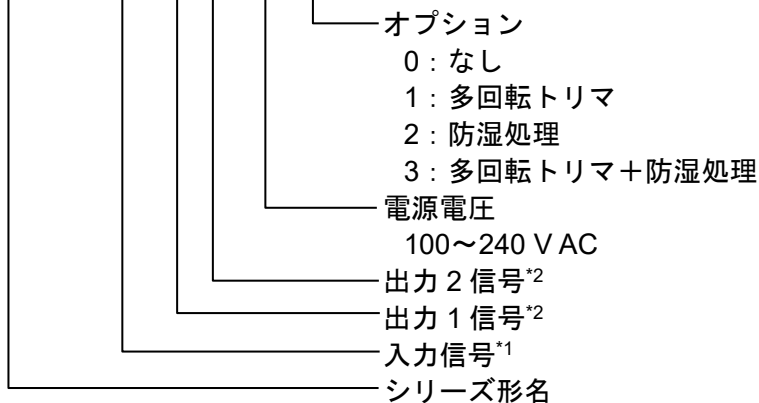 オプション
0：なし
1：多回転トリマ
2：防湿処理
3：多回転トリマ＋防湿処理
電源電圧
100～240 V AC
出力 2 信号*2
出力 1 信号*2
入力信号*1
シリーズ形名